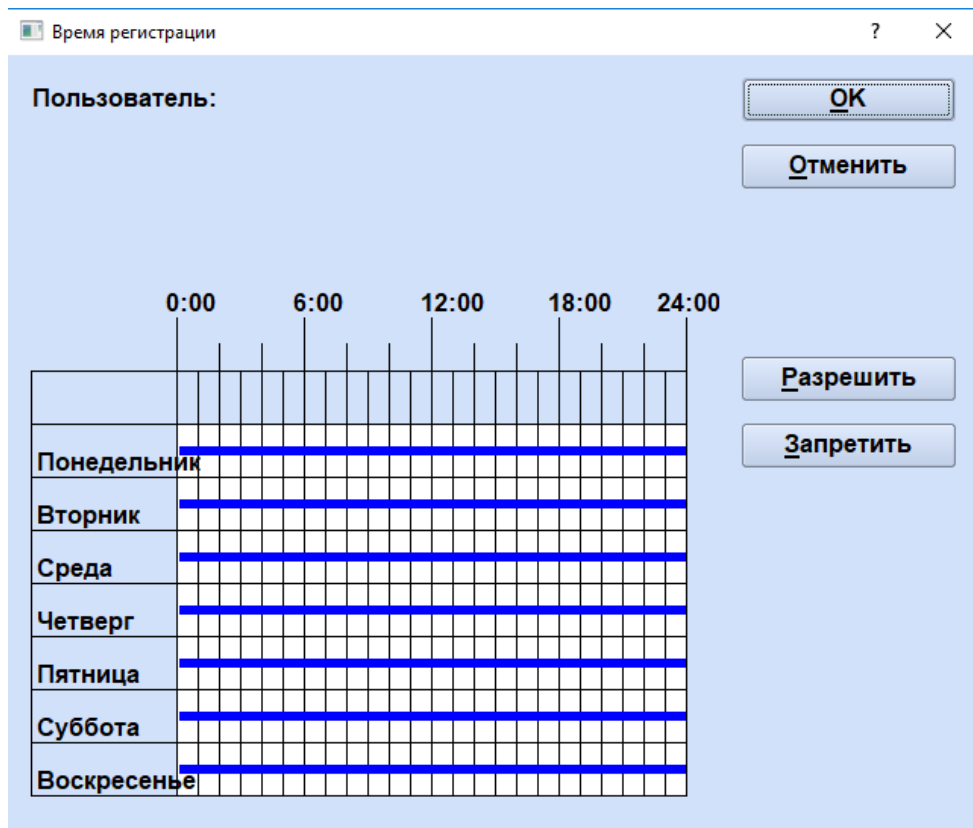 Время регистрации
Пользователь:
OK
Отменить
0:00 6:00 12:00 18:00 24:00
Разрешить
Запретить
Понедельник
Вторник
Среда
Четверг
Пятница
Суббота
Воскресенье